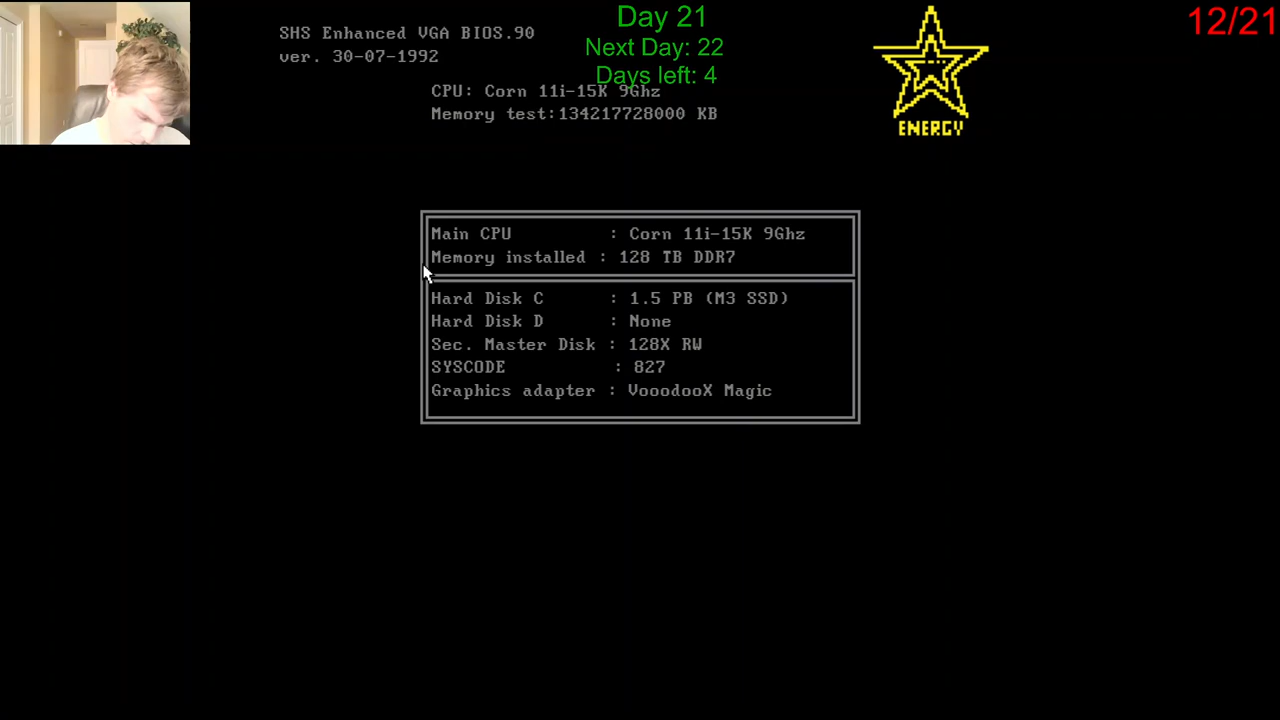 SHS Enhanced VGA BIOS.90
ver. 30-07-1992
Day 21
Next Day: 22
Days left: 4
12/21
ENERGY
CPU: Corn 11i-15K 9Ghz
Memory test:134217728000 KB
Main CPU : Corn 11i-15K 9Ghz
Memory installed : 128 TB DDR7
Hard Disk C : 1.5 PB (M3 SSD)
Hard Disk D : None
Sec. Master Disk : 128X RW
SYSCODE : 827
Graphics adapter : VooodooX Magic